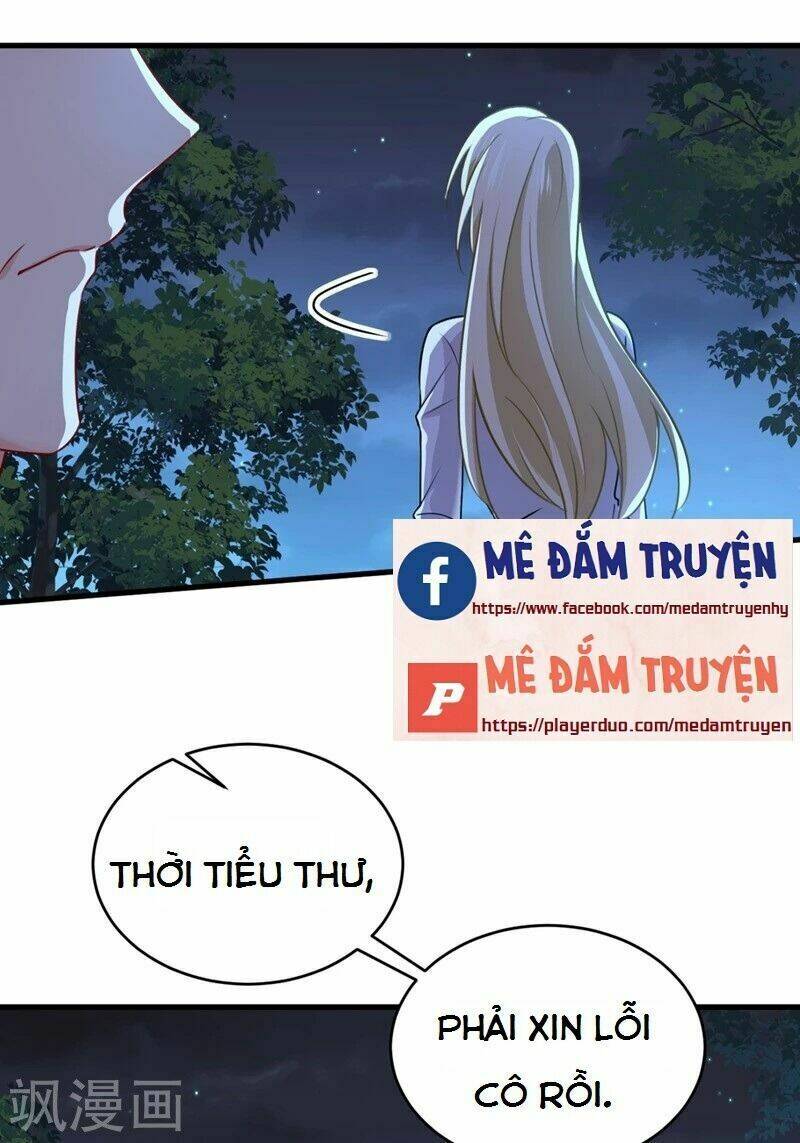 MÊ ĐẮM TRUYỆN
https://www.facebook.com/medamtruyenhy
MÊ ĐẮM TRUYỆN
https://playerduo.com/medamtruyen
THỜI TIỂU THƯ,
PHẢI XIN LỖI
CÔ RỒI.
飒漫画